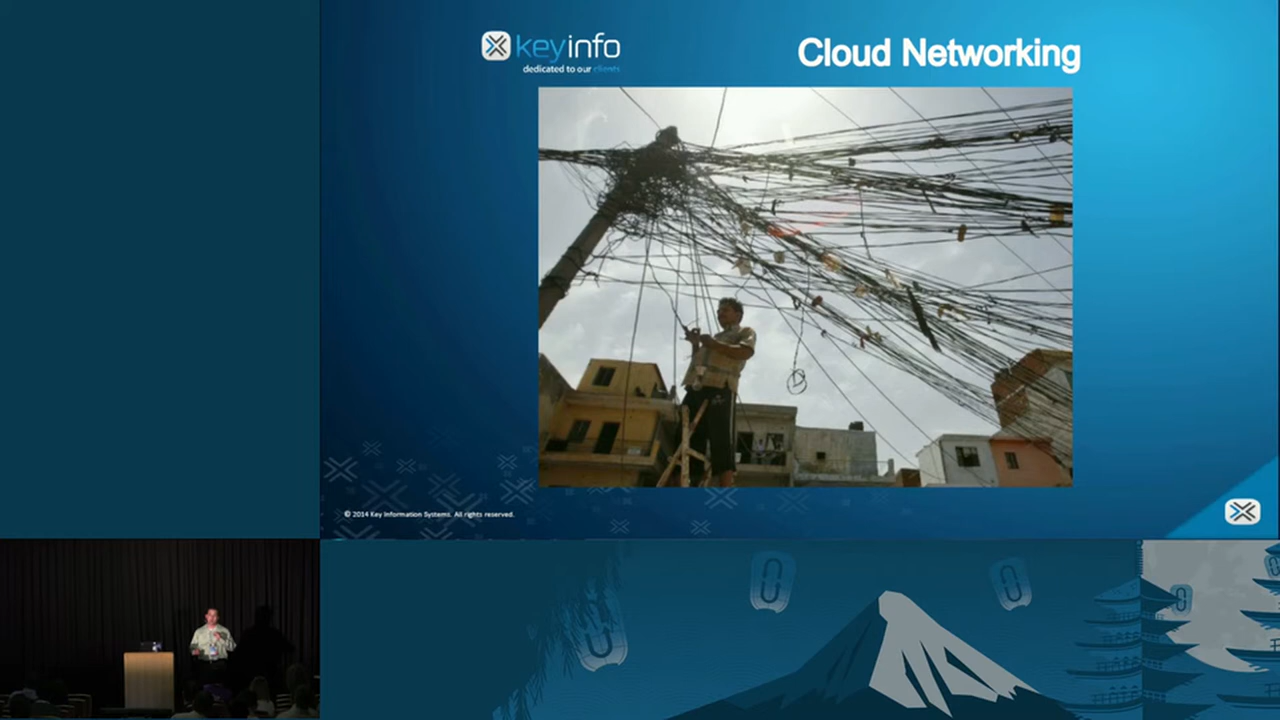 keyinfo
dedicated to our clients
Cloud Networking
© 2014 Key Information Systems. All rights reserved.